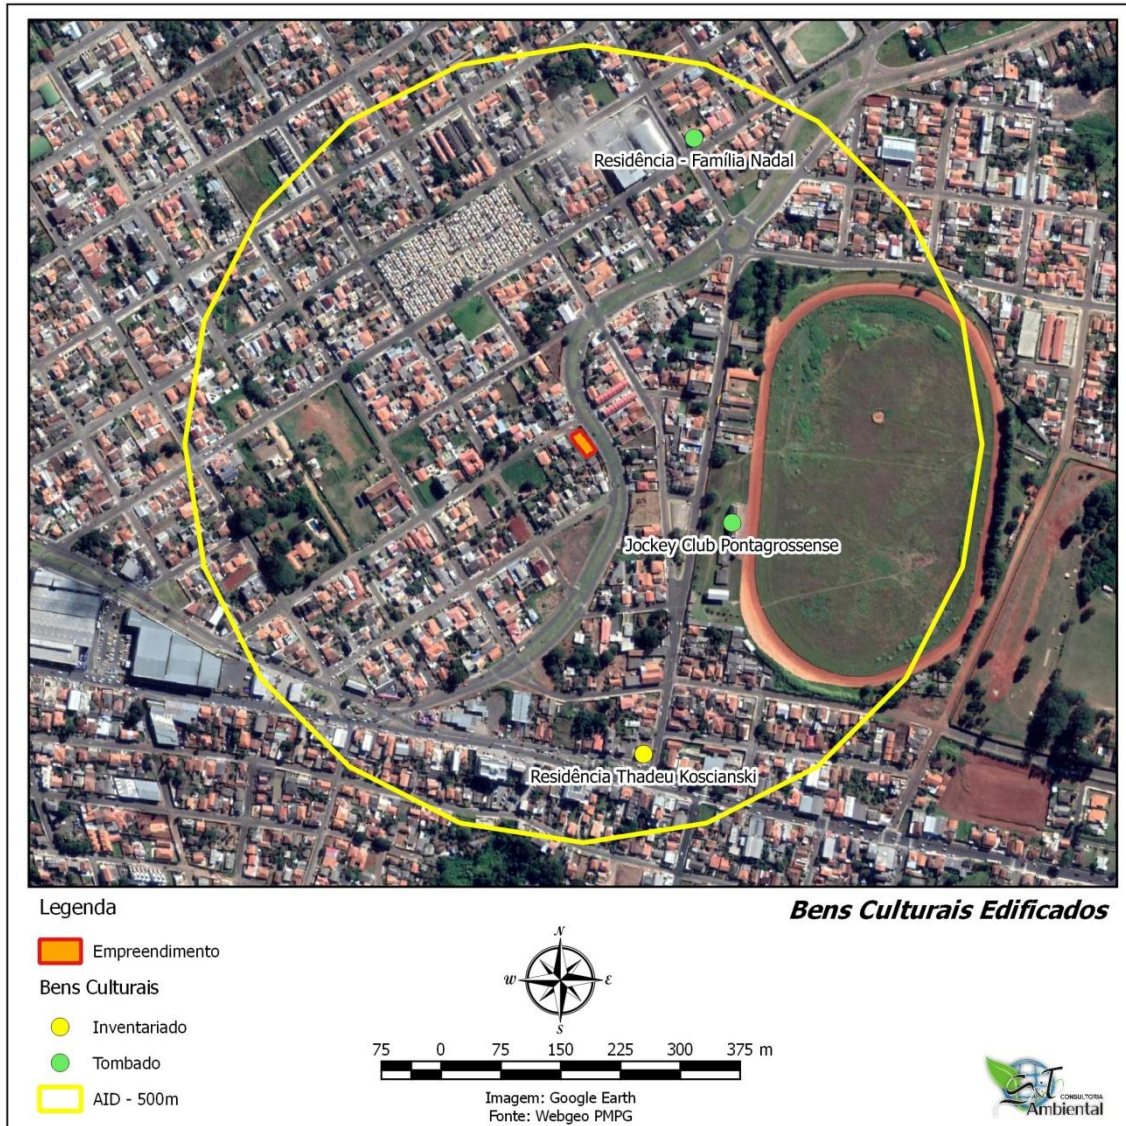 Residência - Família Nadal
Jockey Club Pontagrossense
Residência Thadeu Koscianski
Legenda
Bens Culturais Edificados
Empreendimento
Bens Culturais
Inventariado
Tombado
AID - 500m
N
W E
S
75 0 75 150 225 300 375 m
Imagem: Google Earth
Fonte: Webgeo PMPG
S&T
CONSULTORIA
Ambiental